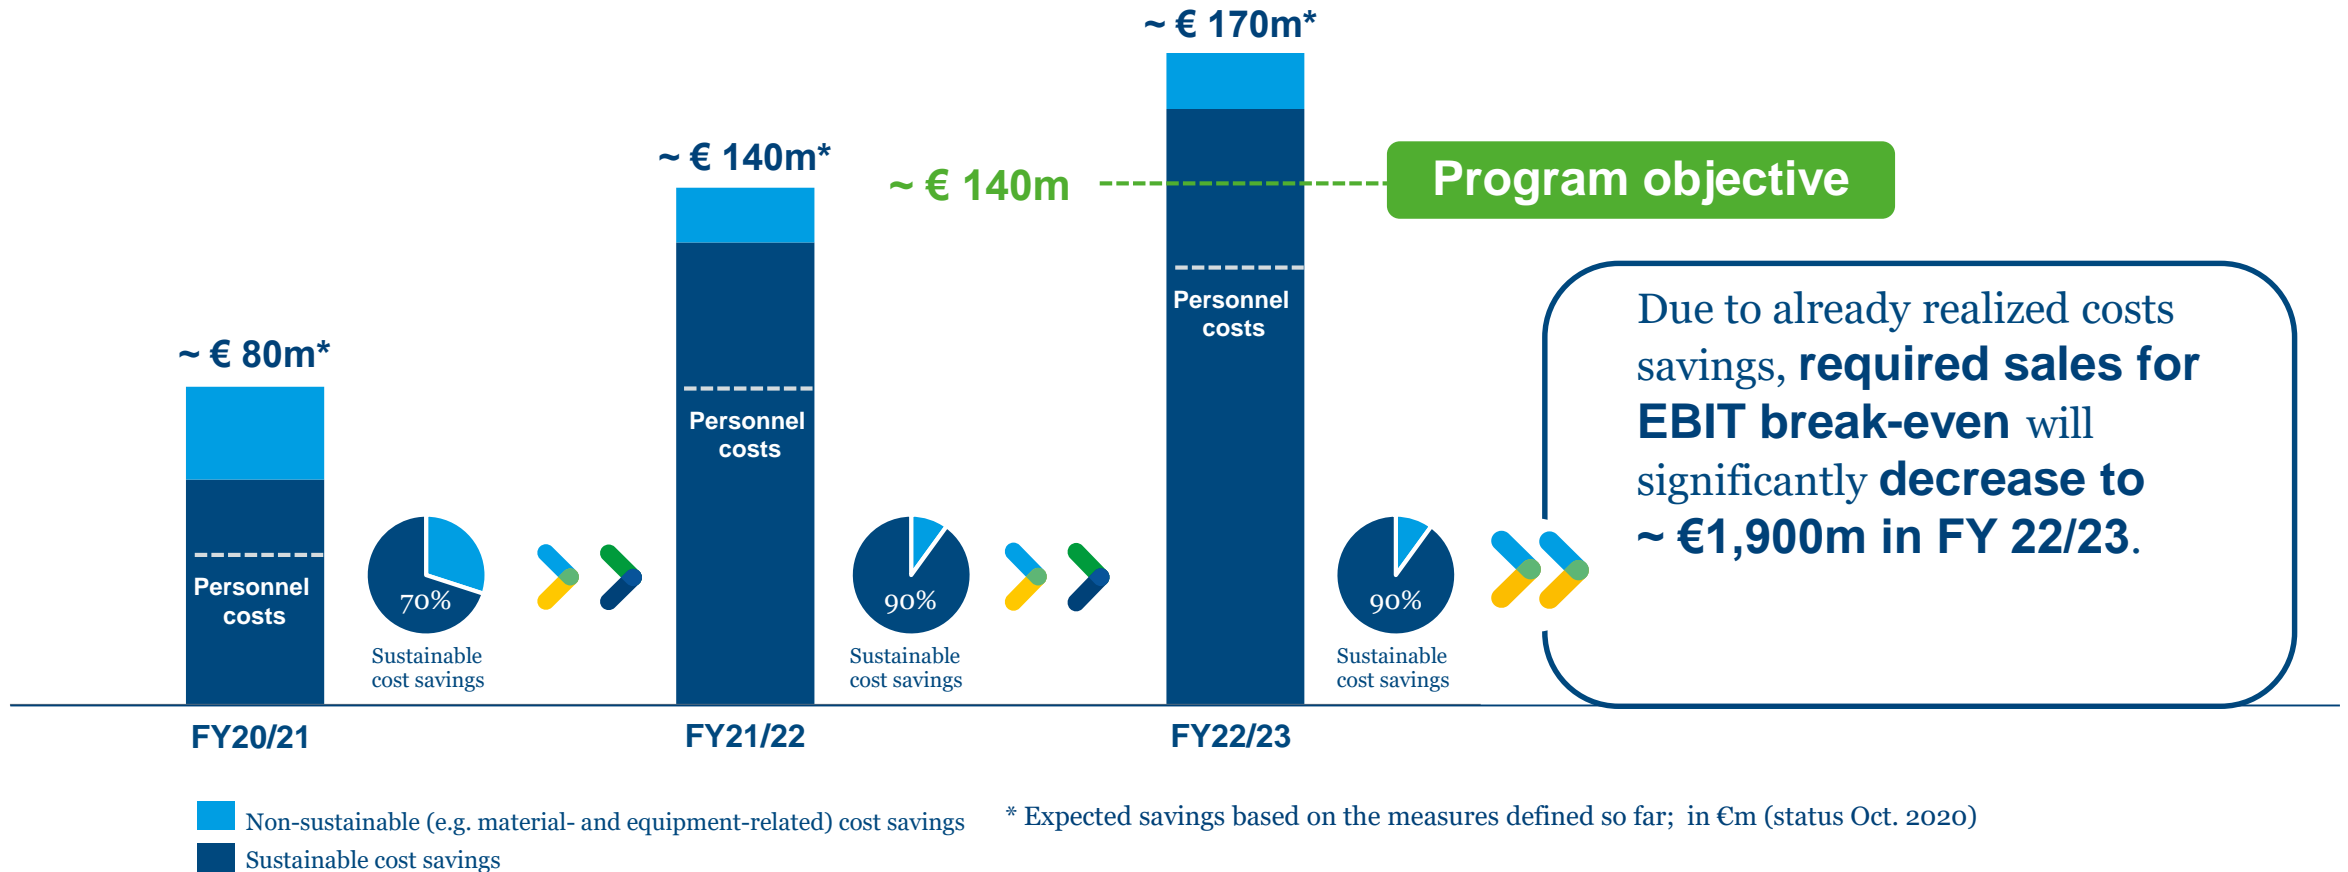 ~ € 170m*
~ € 140m*
~ € 140m
Program objective
~ € 80m*
Personnel
costs
Personnel
costs
Personnel
costs
70%
Sustainable
cost savings
90%
Sustainable
cost savings
90%
Sustainable
cost savings
Due to already realized costs
savings, required sales for
EBIT break-even will
significantly decrease to
~ €1,900m in FY 22/23.
FY20/21
FY21/22
FY22/23
Non-sustainable (e.g. material- and equipment-related) cost savings
Sustainable cost savings
* Expected savings based on the measures defined so far; in €m (status Oct. 2020)